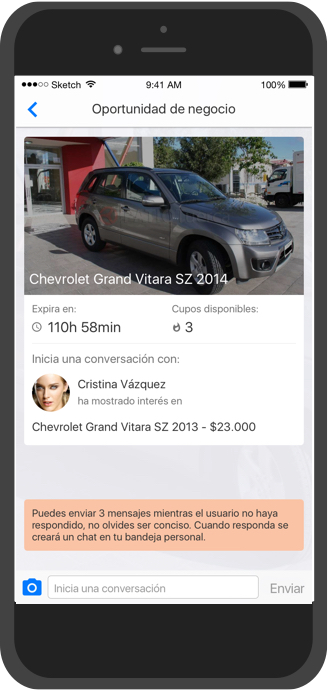 Sketch 9:41 AM 100%
Oportunidad de negocio
Chevrolet Grand Vitara SZ 2014
Expira en: Cupos disponibles:
110h 58min 3
Inicia una conversación con:
Cristina Vázquez
ha mostrado interés en
Chevrolet Grand Vitara SZ 2013 - $23.000
Puedes enviar 3 mensajes mientras el usuario no haya
respondido, no olvides ser conciso. Cuando responda se
creará un chat en tu bandeja personal.
Inicia una conversación Enviar